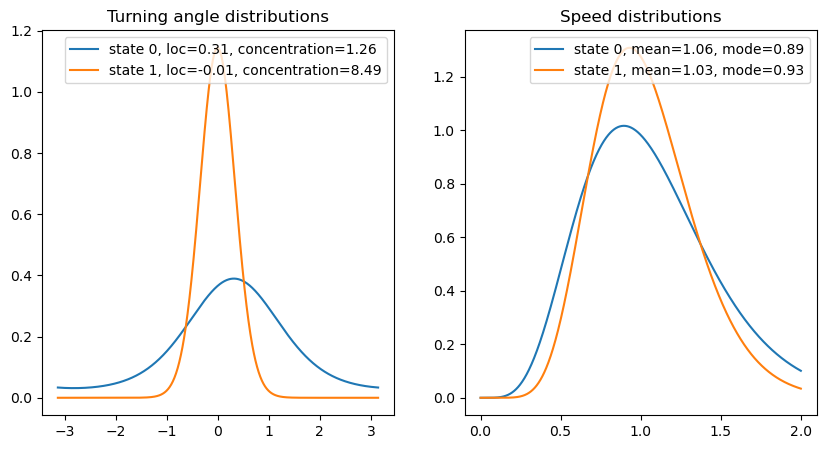 Turning angle distributions
state 0, loc=0.31, concentration=1.26
state 1, loc=-0.01, concentration=8.49
1.2
1.0
0.8
0.6
0.4
0.2
0.0
−3 −2 −1 0 1 2 3
Speed distributions
state 0, mean=1.06, mode=0.89
state 1, mean=1.03, mode=0.93
1.2
1.0
0.8
0.6
0.4
0.2
0.0
0.0 0.5 1.0 1.5 2.0